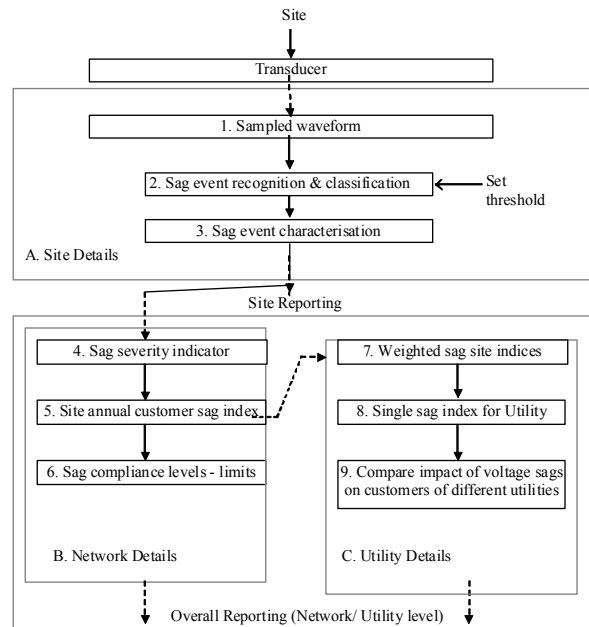 Site
Transducer
1. Sampled waveform
2. Sag event recognition & classification
Set
threshold
3. Sag event characterisation
A. Site Details
Site Reporting
4. Sag severity indicator
5. Site annual customer sag index
6. Sag compliance levels - limits
B. Network Details
7. Weighted sag site indices
8. Single sag index for Utility
9. Compare impact of voltage sags
on customers of different utilities
C. Utility Details
Overall Reporting (Network/ Utility level)